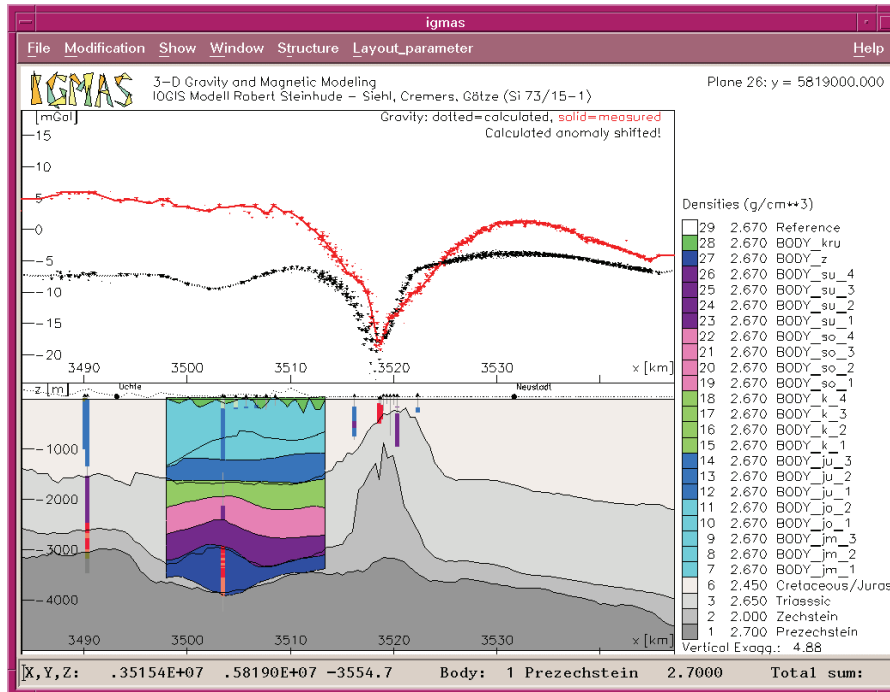 igmas
File Modification Show Window Structure Layout_parameter Help
IGMAS
3-D Gravity and Magnetic Modeling
IOGIS Modell Robert Steinhude - Siehl, Cremers, Götze (Si 73/15-1)
Plane 26: y = 5819000.000
[mGal]
Gravity: dotted=calculated, solid=measured
Calculated anomaly shifted!
15
10
5
0
-5
-10
-15
-20
3490 3500 3510 3520 3530 x [km]
z [m] Uchte Neustadt
-1000
-2000
-3000
-4000
3490 3500 3510 3520 3530 x [km]
Densities (g/cm**3)
29 2.670 Reference
28 2.670 BODY_kru
27 2.670 BODY_z
26 2.670 BODY_su_4
25 2.670 BODY_su_3
24 2.670 BODY_su_2
23 2.670 BODY_su_1
22 2.670 BODY_so_4
21 2.670 BODY_so_3
20 2.670 BODY_so_2
19 2.670 BODY_so_1
18 2.670 BODY_k_4
17 2.670 BODY_k_3
16 2.670 BODY_k_2
15 2.670 BODY_k_1
14 2.670 BODY_ju_3
13 2.670 BODY_ju_2
12 2.670 BODY_ju_1
11 2.670 BODY_jo_2
10 2.670 BODY_jo_1
9 2.670 BODY_jm_3
8 2.670 BODY_jm_2
7 2.670 BODY_jm_1
6 2.450 Cretaceous/Juras
3 2.650 Triasssic
2 2.000 Zechstein
1 2.700 Prezechstein
Vertical Exagg.: 4.88
X,Y,Z: .35154E+07 .58190E+07 -3554.7 Body: 1 Prezechstein 2.7000 Total sum: